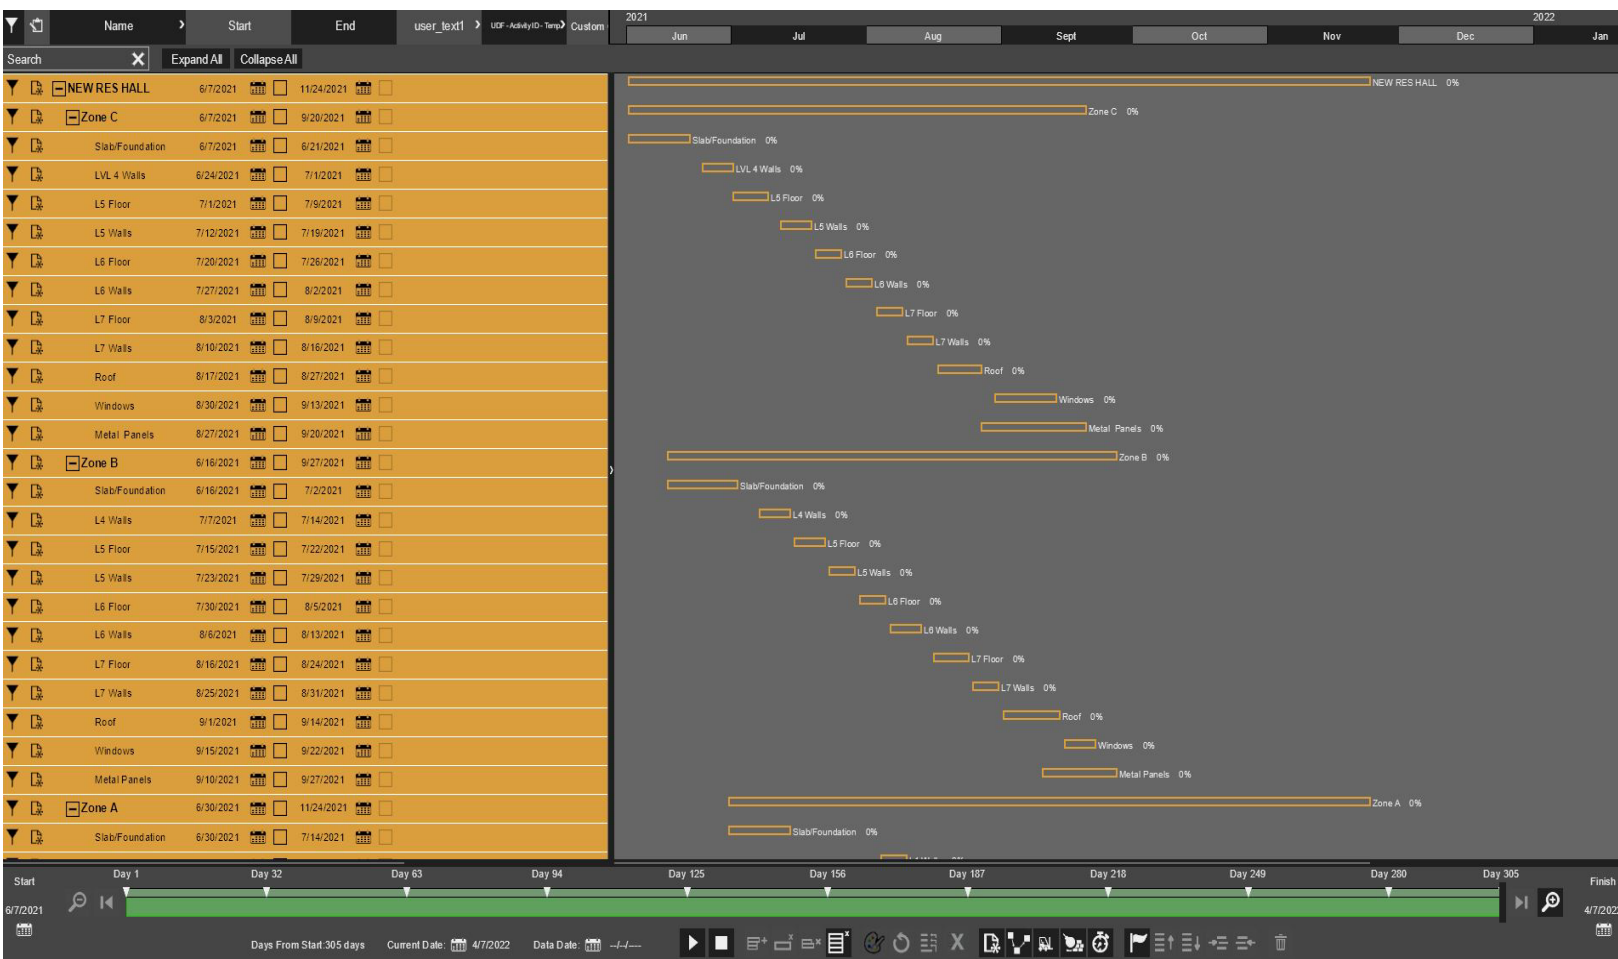 Name Start End user_text1 UDF - Activity ID - Temp Custom
2021 2022
Jun Jul Aug Sept Oct Nov Dec Jan
Search Expand All Collapse All
NEW RES HALL 6/7/2021 11/24/2021 NEW RES HALL 0%
Zone C 6/7/2021 9/20/2021 Zone C 0%
Slab/Foundation 6/7/2021 6/21/2021 Slab/Foundation 0%
LVL 4 Walls 6/24/2021 7/1/2021 LVL 4 Walls 0%
L5 Floor 7/1/2021 7/9/2021 L5 Floor 0%
L5 Walls 7/12/2021 7/19/2021 L5 Walls 0%
L6 Floor 7/20/2021 7/26/2021 L6 Floor 0%
L6 Walls 7/27/2021 8/2/2021 L6 Walls 0%
L7 Floor 8/3/2021 8/9/2021 L7 Floor 0%
L7 Walls 8/10/2021 8/16/2021 L7 Walls 0%
Roof 8/17/2021 8/27/2021 Roof 0%
Windows 8/30/2021 9/13/2021 Windows 0%
Metal Panels 8/27/2021 9/20/2021 Metal Panels 0%
Zone B 6/16/2021 9/27/2021 Zone B 0%
Slab/Foundation 6/16/2021 7/2/2021 Slab/Foundation 0%
L4 Walls 7/7/2021 7/14/2021 L4 Walls 0%
L5 Floor 7/15/2021 7/22/2021 L5 Floor 0%
L5 Walls 7/23/2021 7/29/2021 L5 Walls 0%
L6 Floor 7/30/2021 8/5/2021 L6 Floor 0%
L6 Walls 8/6/2021 8/13/2021 L6 Walls 0%
L7 Floor 8/16/2021 8/24/2021 L7 Floor 0%
L7 Walls 8/25/2021 8/31/2021 L7 Walls 0%
Roof 9/1/2021 9/14/2021 Roof 0%
Windows 9/15/2021 9/22/2021 Windows 0%
Metal Panels 9/10/2021 9/27/2021 Metal Panels 0%
Zone A 6/30/2021 11/24/2021 Zone A 0%
Slab/Foundation 6/30/2021 7/14/2021 Slab/Foundation 0%
Start Day 1 Day 32 Day 63 Day 94 Day 125 Day 156 Day 187 Day 218 Day 249 Day 280 Day 305 Finish
6/7/2021 4/7/202
Days From Start:305 days Current Date: 4/7/2022 Data Date: --/--/----